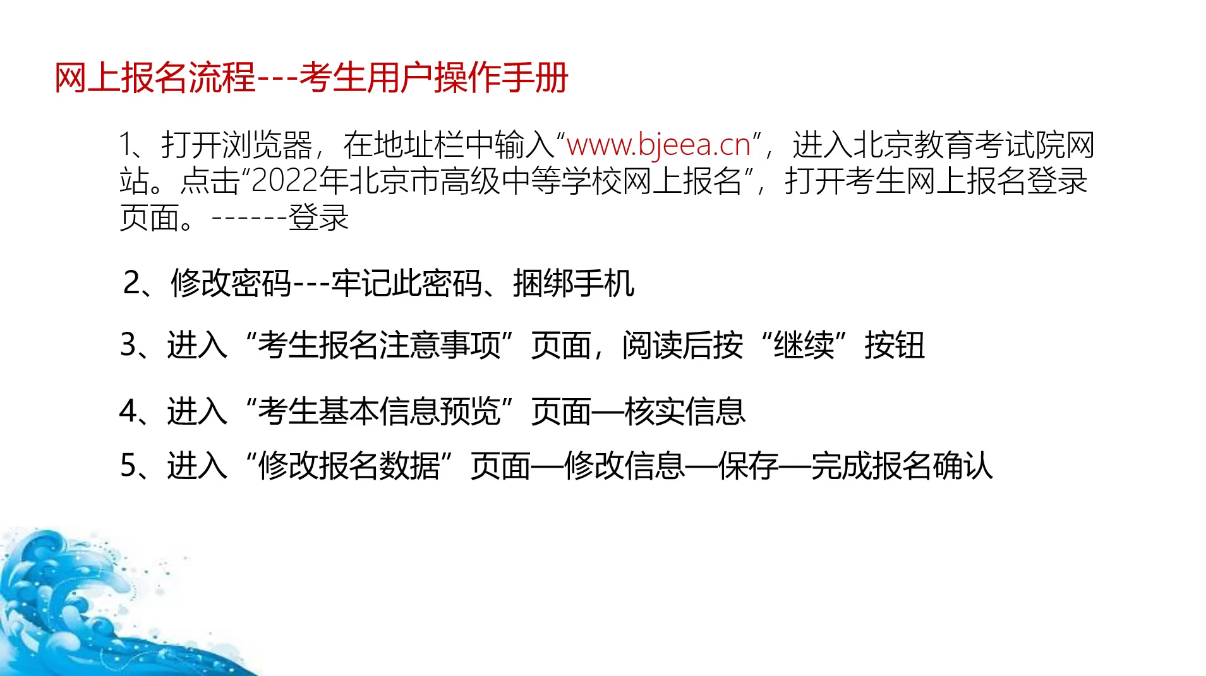 网上报名流程---考生用户操作手册
1、打开浏览器，在地址栏中输入“www.bjeea.cn”，进入北京教育考试院网
站。点击“2022年北京市高级中等学校网上报名”，打开考生网上报名登录
页面。------登录
2、修改密码---牢记此密码、捆绑手机
3、进入“考生报名注意事项”页面，阅读后按“继续”按钮
4、进入“考生基本信息预览”页面—核实信息
5、进入“修改报名数据”页面—修改信息—保存—完成报名确认